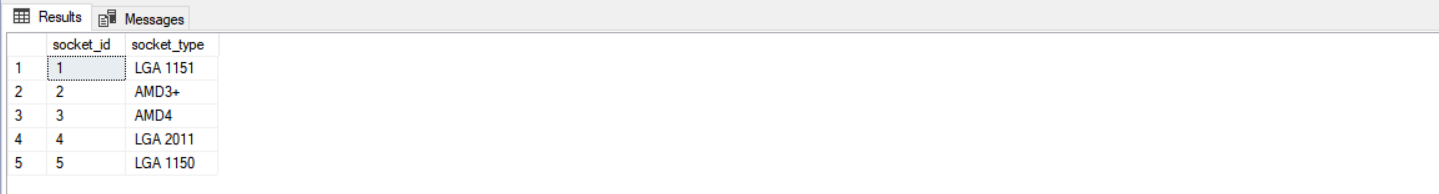 Results Messages
socket_id socket_type
1 1 LGA 1151
2 2 AMD3+
3 3 AMD4
4 4 LGA 2011
5 5 LGA 1150